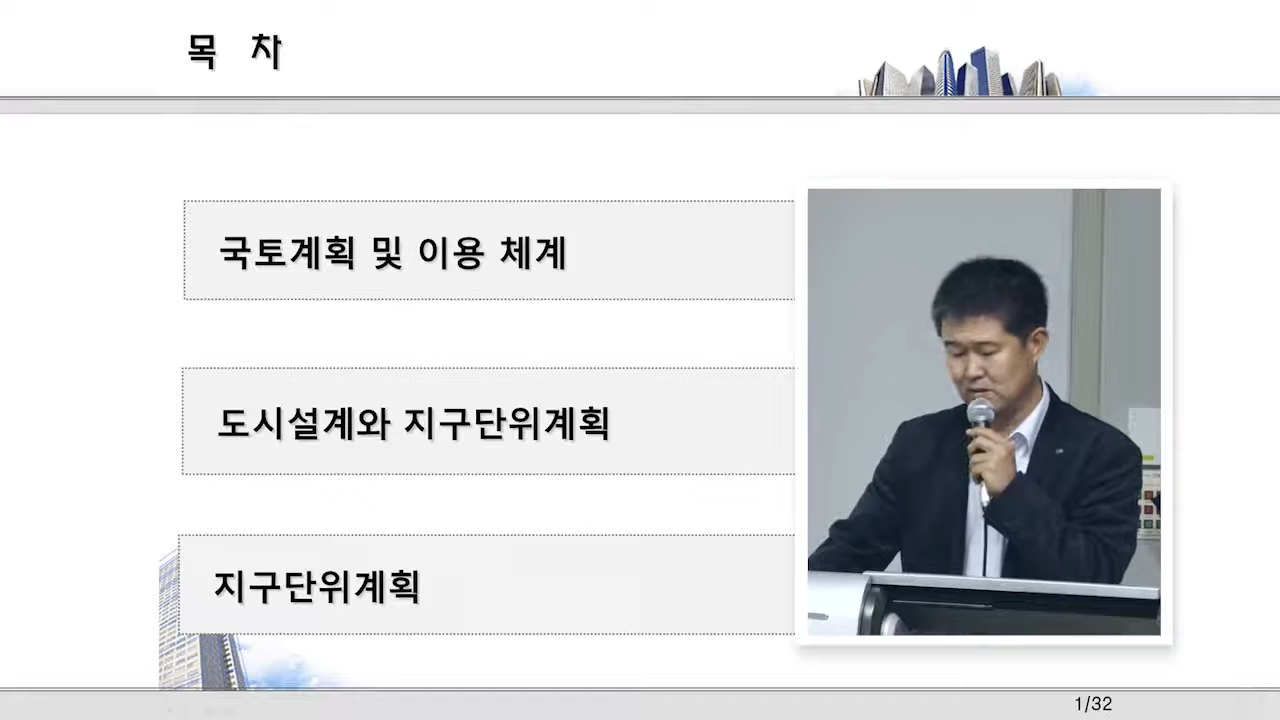 목 차
국토계획 및 이용 체계
도시설계와 지구단위계획
지구단위계획
1/32